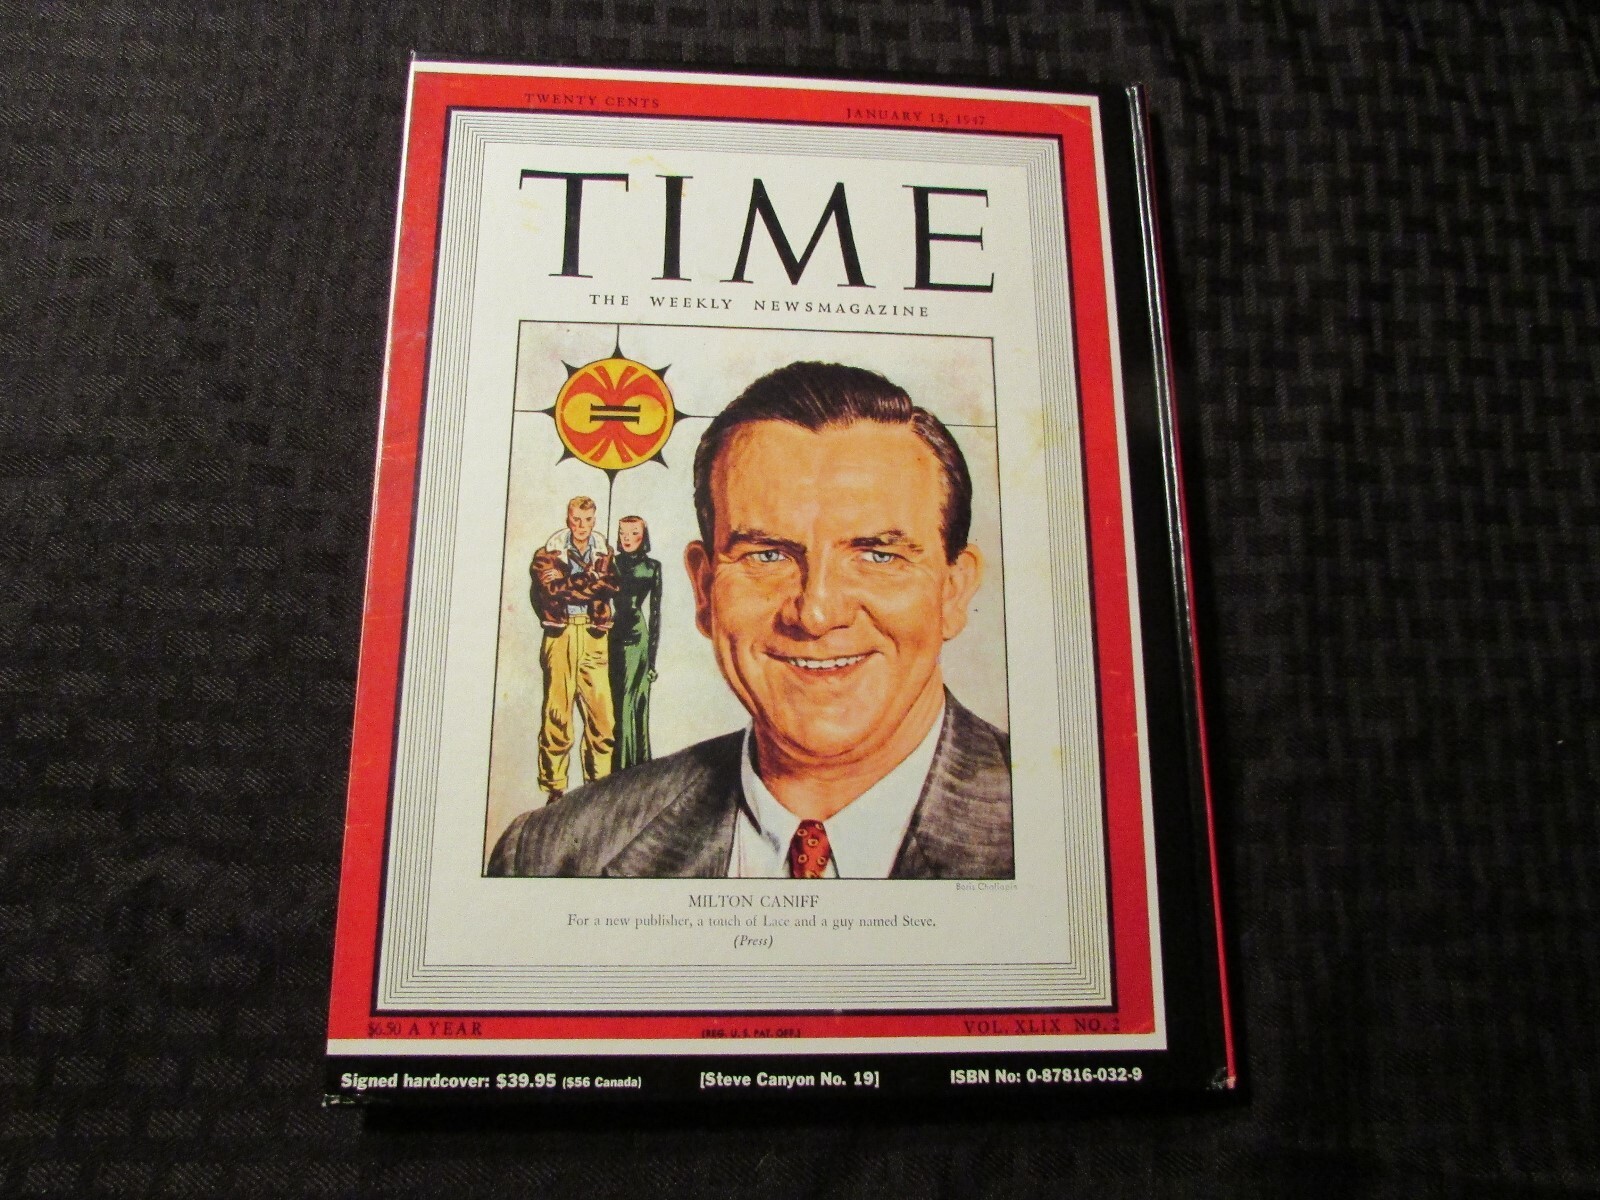 TWENTY CENTS JANUARY 13, 1947
TIME
THE WEEKLY NEWSMAGAZINE
Boris Chaliapin
MILTON CANIFF
For a new publisher, a touch of Lace and a guy named Steve.
(Press)
$6.50 A YEAR (REG. U. S. PAT. OFF.) VOL. XLIX NO. 2
Signed hardcover: $39.95 ($56 Canada) [Steve Canyon No. 19] ISBN No: 0-87816-032-9